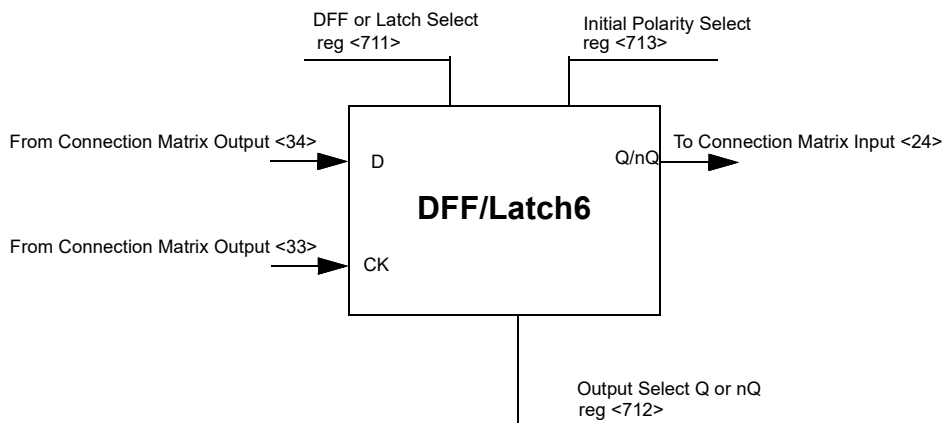 DFF or Latch Select
reg <711>
Initial Polarity Select
reg <713>
From Connection Matrix Output <34>
D
Q/nQ
To Connection Matrix Input <24>
DFF/Latch6
From Connection Matrix Output <33>
CK
Output Select Q or nQ
reg <712>